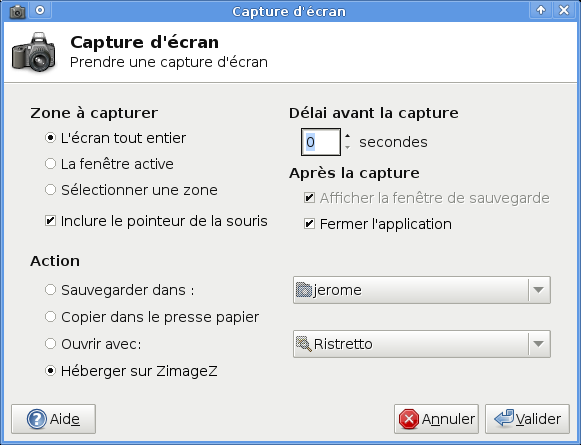 Capture d'écran
Capture d'écran
Prendre une capture d'écran
Zone à capturer
L'écran tout entier
La fenêtre active
Sélectionner une zone
Inclure le pointeur de la souris
Délai avant la capture
0 secondes
Après la capture
Afficher la fenêtre de sauvegarde
Fermer l'application
Action
Sauvegarder dans : jerome
Copier dans le presse papier
Ouvrir avec: Ristretto
Héberger sur ZimageZ
Aide Annuler Valider